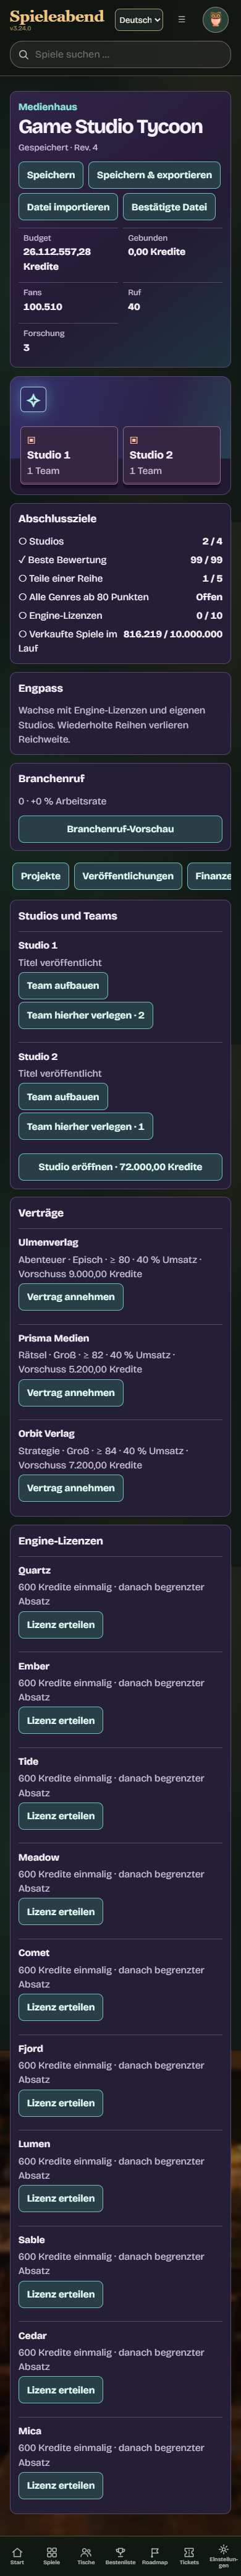 Spieleabend
v3.24.0
Deutsch
Spiele suchen ...
Medienhaus
Game Studio Tycoon
Gespeichert · Rev. 4
Speichern
Speichern & exportieren
Datei importieren
Bestätigte Datei
Budget
Gebunden
26.112.557,28
0,00 Kredite
Kredite
Fans
Ruf
100.510
40
Forschung
3
Studio 1
Studio 2
1 Team
1 Team
Abschlussziele
○ Studios 2 / 4
✓ Beste Bewertung 99 / 99
○ Teile einer Reihe 1 / 5
○ Alle Genres ab 80 Punkten Offen
○ Engine-Lizenzen 0 / 10
○ Verkaufte Spiele im 816.219 / 10.000.000
Lauf
Engpass
Wachse mit Engine-Lizenzen und eigenen
Studios. Wiederholte Reihen verlieren
Reichweite.
Branchenruf
0 · +0 % Arbeitsrate
Branchenruf-Vorschau
Projekte
Veröffentlichungen
Finanze
Studios und Teams
Studio 1
Titel veröffentlicht
Team aufbauen
Team hierher verlegen · 2
Studio 2
Titel veröffentlicht
Team aufbauen
Team hierher verlegen · 1
Studio eröffnen · 72.000,00 Kredite
Verträge
Ulmenverlag
Abenteuer · Episch · ≥ 80 · 40 % Umsatz ·
Vorschuss 9.000,00 Kredite
Vertrag annehmen
Prisma Medien
Rätsel · Groß · ≥ 82 · 40 % Umsatz ·
Vorschuss 5.200,00 Kredite
Vertrag annehmen
Orbit Verlag
Strategie · Groß · ≥ 84 · 40 % Umsatz ·
Vorschuss 7.200,00 Kredite
Vertrag annehmen
Engine-Lizenzen
Quartz
600 Kredite einmalig · danach begrenzter
Absatz
Lizenz erteilen
Ember
600 Kredite einmalig · danach begrenzter
Absatz
Lizenz erteilen
Tide
600 Kredite einmalig · danach begrenzter
Absatz
Lizenz erteilen
Meadow
600 Kredite einmalig · danach begrenzter
Absatz
Lizenz erteilen
Comet
600 Kredite einmalig · danach begrenzter
Absatz
Lizenz erteilen
Fjord
600 Kredite einmalig · danach begrenzter
Absatz
Lizenz erteilen
Lumen
600 Kredite einmalig · danach begrenzter
Absatz
Lizenz erteilen
Sable
600 Kredite einmalig · danach begrenzter
Absatz
Lizenz erteilen
Cedar
600 Kredite einmalig · danach begrenzter
Absatz
Lizenz erteilen
Mica
600 Kredite einmalig · danach begrenzter
Absatz
Lizenz erteilen
Start
Spiele
Tische
Bestenliste
Roadmap
Tickets
Einstellun-
gen